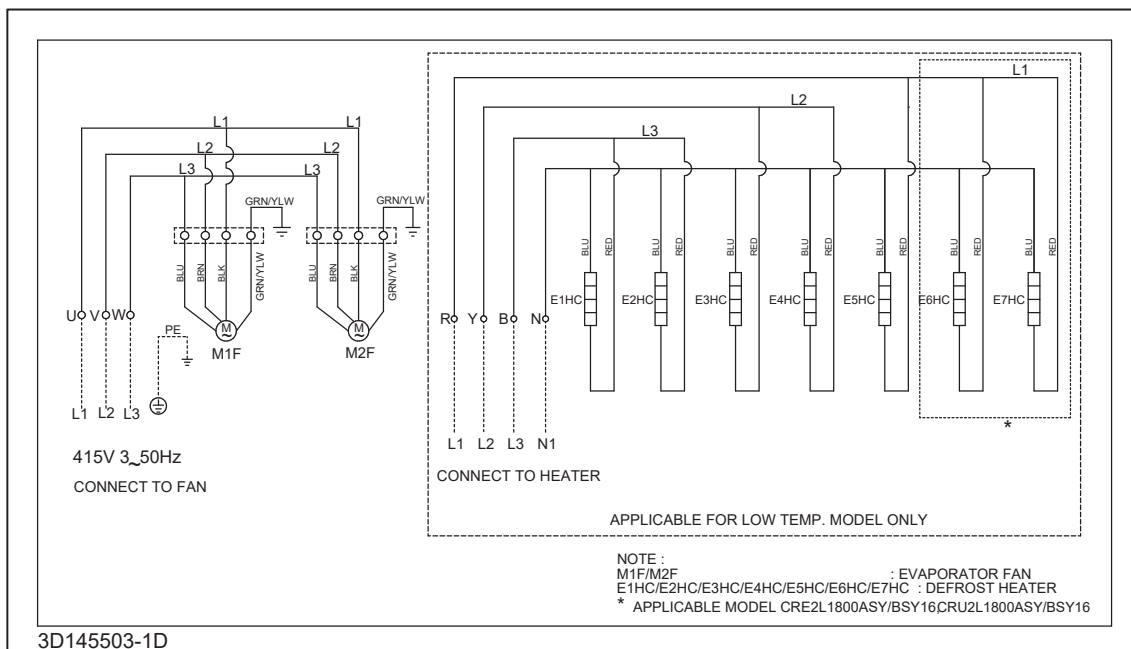 L1
L1
L1
L2
L2
L2
L3
L3
L3
GRN/YLW
GRN/YLW
BLU
BRN
BLK
GRN/YLW
BLU
BRN
BLK
GRN/YLW
BLU
RED
BLU
RED
BLU
RED
BLU
RED
BLU
RED
BLU
RED
BLU
RED
E1HC
E2HC
E3HC
E4HC
E5HC
E6HC
E7HC
U V W
R Y B N
PE
M
~
M
~
M1F
M2F
L1 L2 L3
*
L1 L2 L3 N1
415V 3~50Hz
CONNECT TO FAN
CONNECT TO HEATER
APPLICABLE FOR LOW TEMP. MODEL ONLY
NOTE :
M1F/M2F : EVAPORATOR FAN
E1HC/E2HC/E3HC/E4HC/E5HC/E6HC/E7HC : DEFROST HEATER
* APPLICABLE MODEL CRE2L1800ASY/BSY16,CRU2L1800ASY/BSY16
3D145503-1D